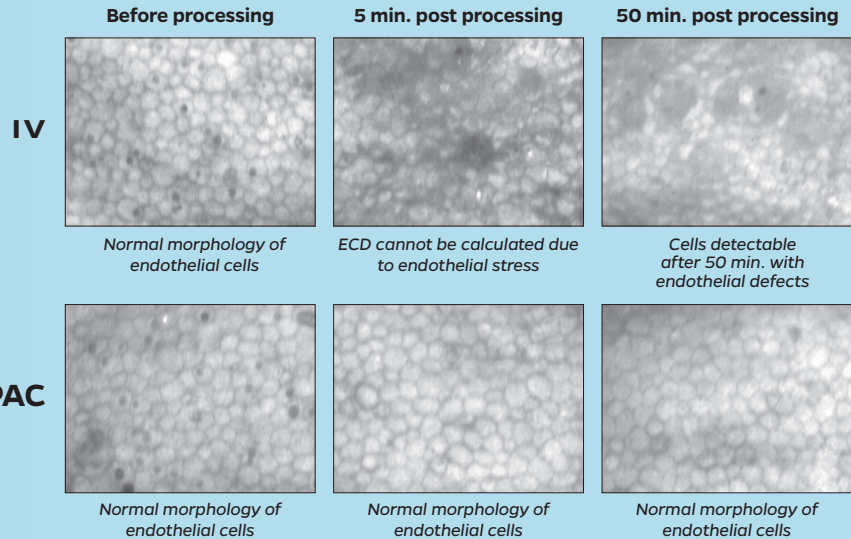 Before processing
5 min. post processing
50 min. post processing
IV
Normal morphology of
endothelial cells
ECD cannot be calculated due
to endothelial stress
Cells detectable
after 50 min. with
endothelial defects
PAC
Normal morphology of
endothelial cells
Normal morphology of
endothelial cells
Normal morphology of
endothelial cells